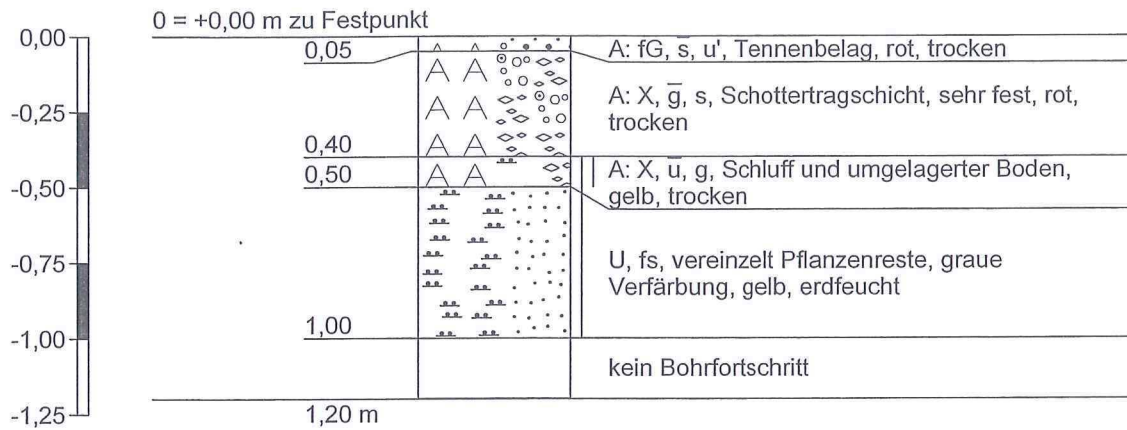 0 = +0,00 m zu Festpunkt
0,00
0,05
A: fG, s̅, u', Tennenbelag, rot, trocken
A: X, g̅, s, Schottertragschicht, sehr fest, rot,
trocken
-0,25
0,40
A: X, u̅, g, Schluff und umgelagerter Boden,
gelb, trocken
-0,50
0,50
U, fs, vereinzelt Pflanzenreste, graue
Verfärbung, gelb, erdfeucht
-0,75
1,00
-1,00
kein Bohrfortschritt
-1,25
1,20 m
A A
A A
A A
A A
A A